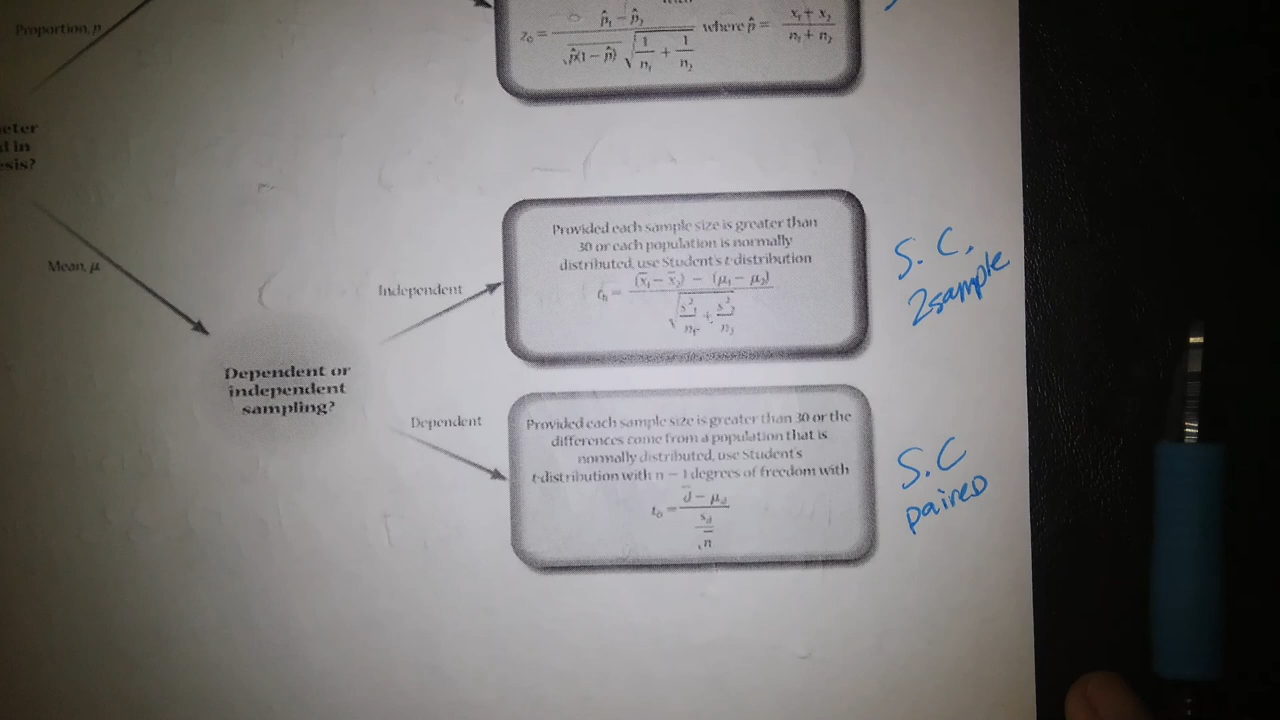 Proportion, p
z₀ = p̂₁ − p̂₂ / √p̂(1 − p̂) √1/n₁ + 1/n₂ where p̂ = x₁ + x₂ / n₁ + n₂
eter
d in
esis?
Mean, μ
Independent
Provided each sample size is greater than
30 or each population is normally
distributed, use Student's t-distribution
t₀ = (x̄₁ − x̄₂) − (μ₁ − μ₂) / √s²₁/n₁ + s²₂/n₂
S. C.
2sample
Dependent or
independent
sampling?
Dependent
Provided each sample size is greater than 30 or the
differences come from a population that is
normally distributed, use Student's
t-distribution with n − 1 degrees of freedom with
t₀ = d̄ − μd / sd / √n
S.C
paired